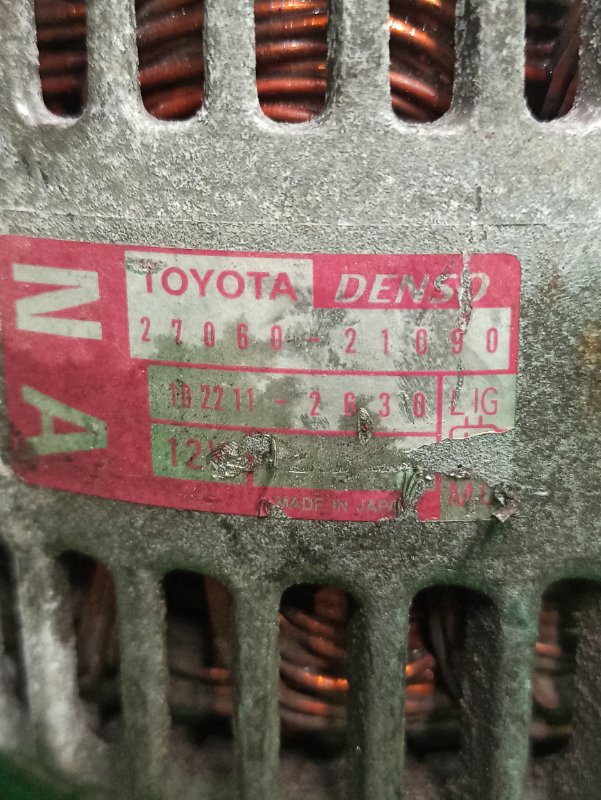 NA
TOYOTA DENSO
27060-21090
102211-2630 L IG
12V
MADE IN JAPAN